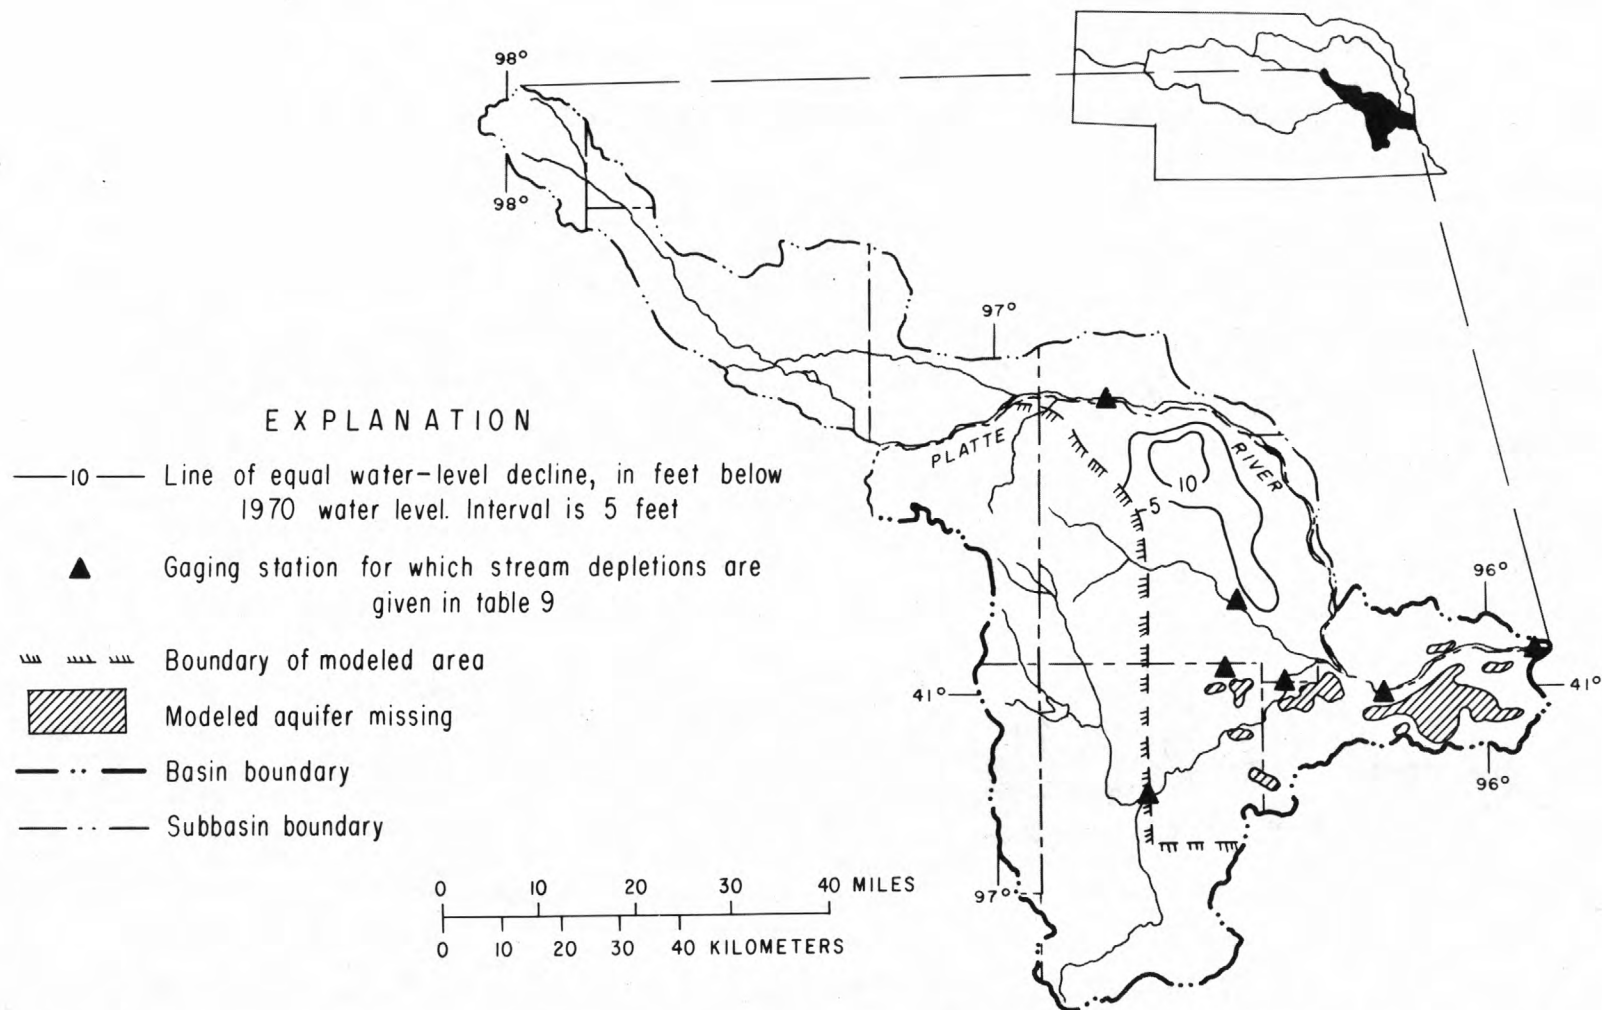 98°
98°
97°
EXPLANATION
—10— Line of equal water-level decline, in feet below
1970 water level. Interval is 5 feet
Gaging station for which stream depletions are
given in table 9
Boundary of modeled area
Modeled aquifer missing
Basin boundary
Subbasin boundary
PLATTE RIVER
10
5
96°
41°
41°
96°
97°
0 10 20 30 40 MILES
0 10 20 30 40 KILOMETERS